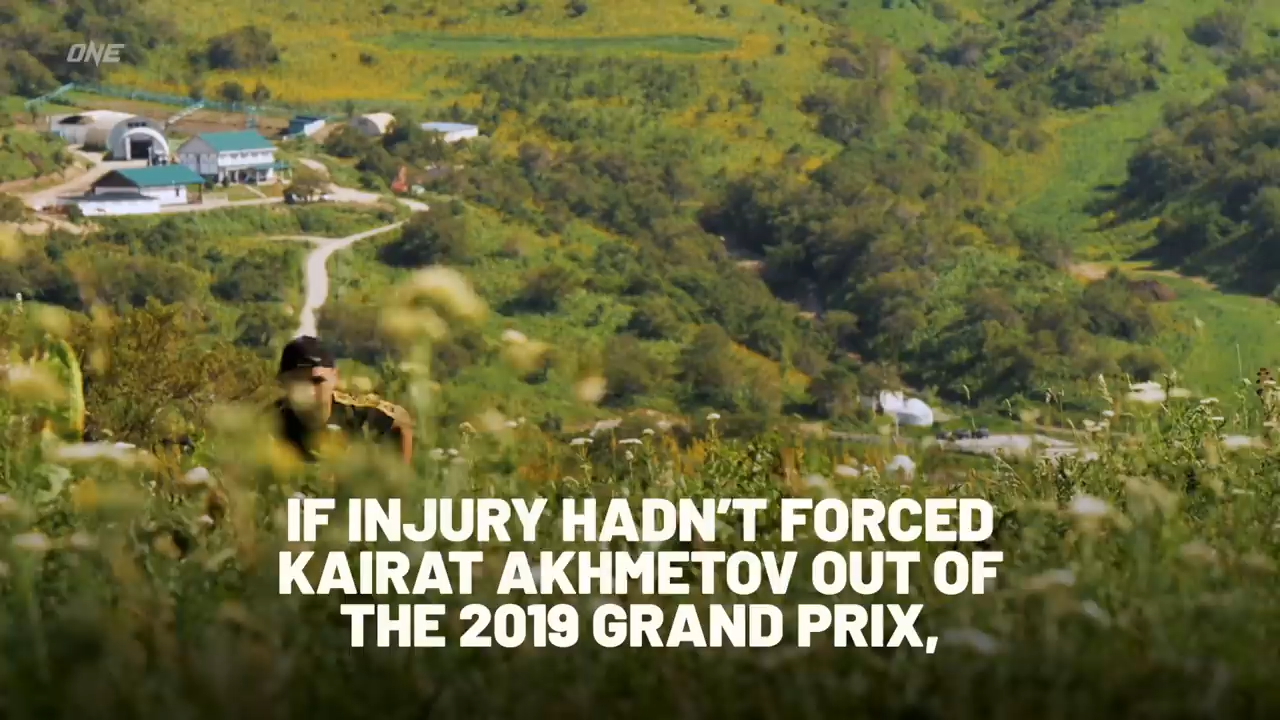 ONE
IF INJURY HADN'T FORCED
KAIRAT AKHMETOV OUT OF
THE 2019 GRAND PRIX,